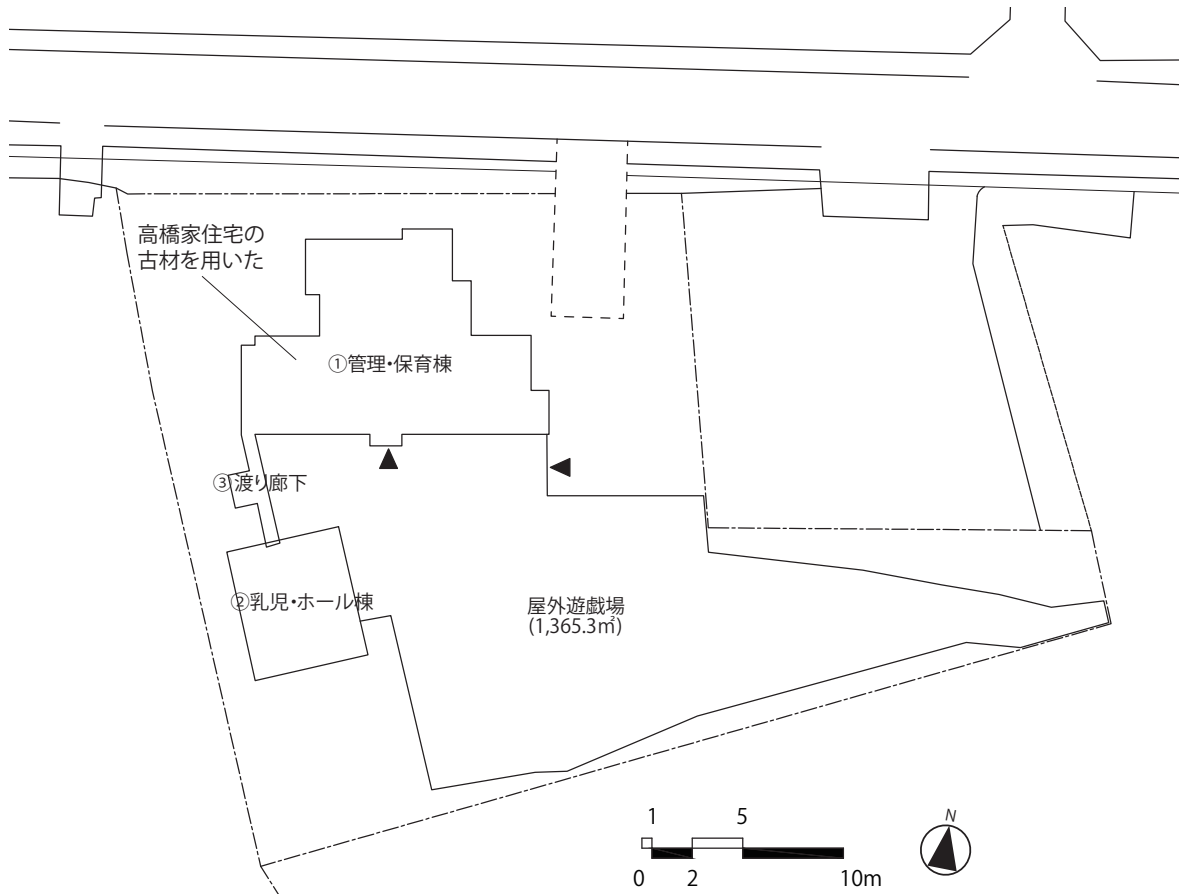 高橋家住宅の
古材を用いた
①管理・保育棟
③渡り廊下
②乳児・ホール棟
屋外遊戯場
(1,365.3㎡)
1 5
0 2 10m
N